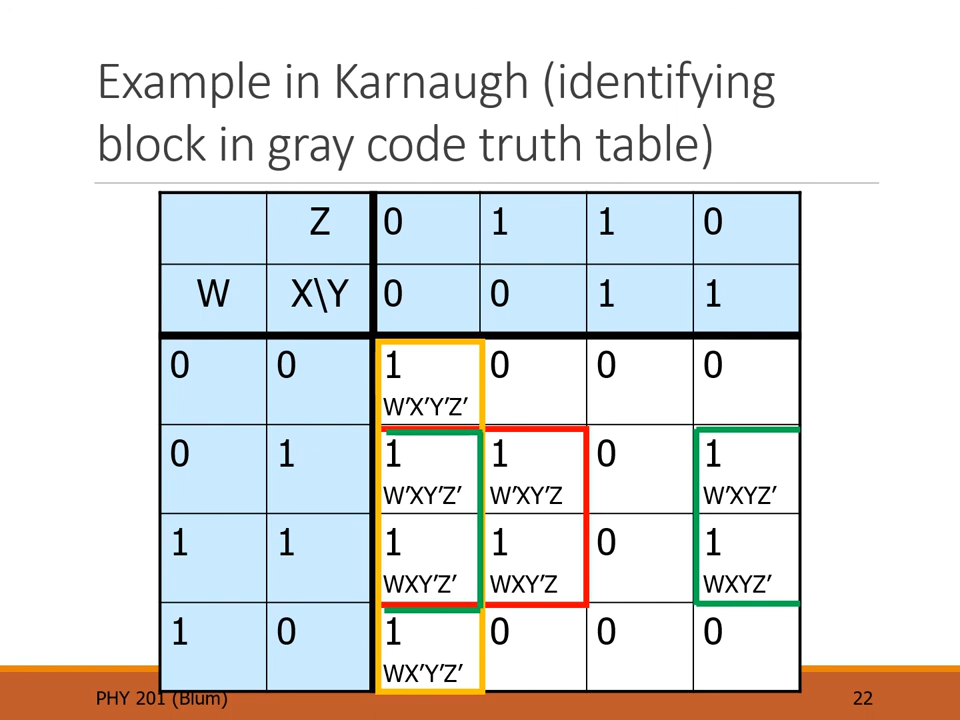 Example in Karnaugh (identifying
block in gray code truth table)
Z 0 1 1 0
W X\Y 0 0 1 1
0 0 1 0 0 0
W’X’Y’Z’
0 1 1 1 0 1
W’XY’Z’ W’XY’Z W’XYZ’
1 1 1 1 0 1
WXY’Z’ WXY’Z WXYZ’
1 0 1 0 0 0
WX’Y’Z’
PHY 201 (Blum) 22